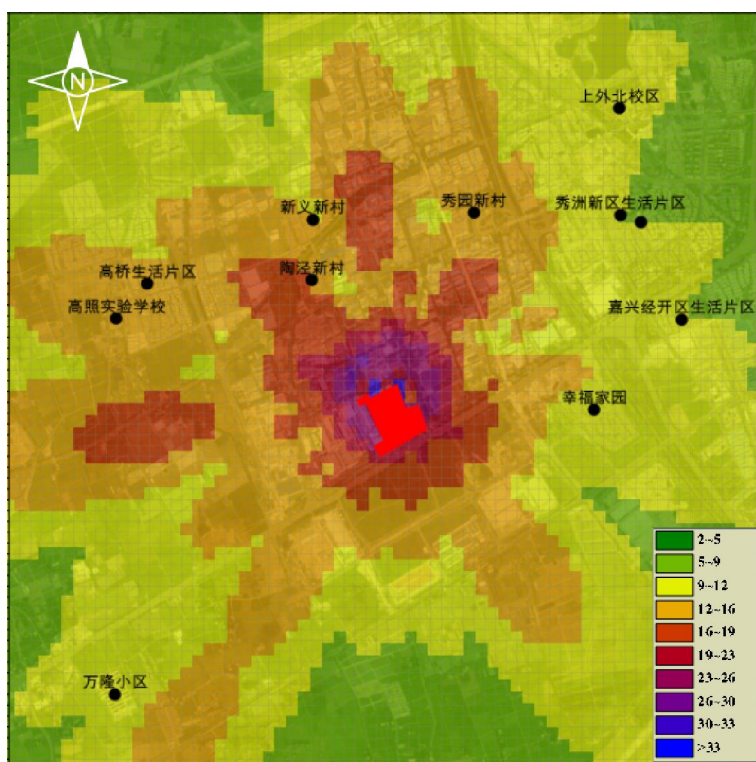 N
上外北校区
新义新村
秀园新村
秀洲新区生活片区
高桥生活片区
陶泾新村
高照实验学校
嘉兴经开区生活片区
幸福家园
万隆小区
2~5
5~9
9~12
12~16
16~19
19~23
23~26
26~30
30~33
>33